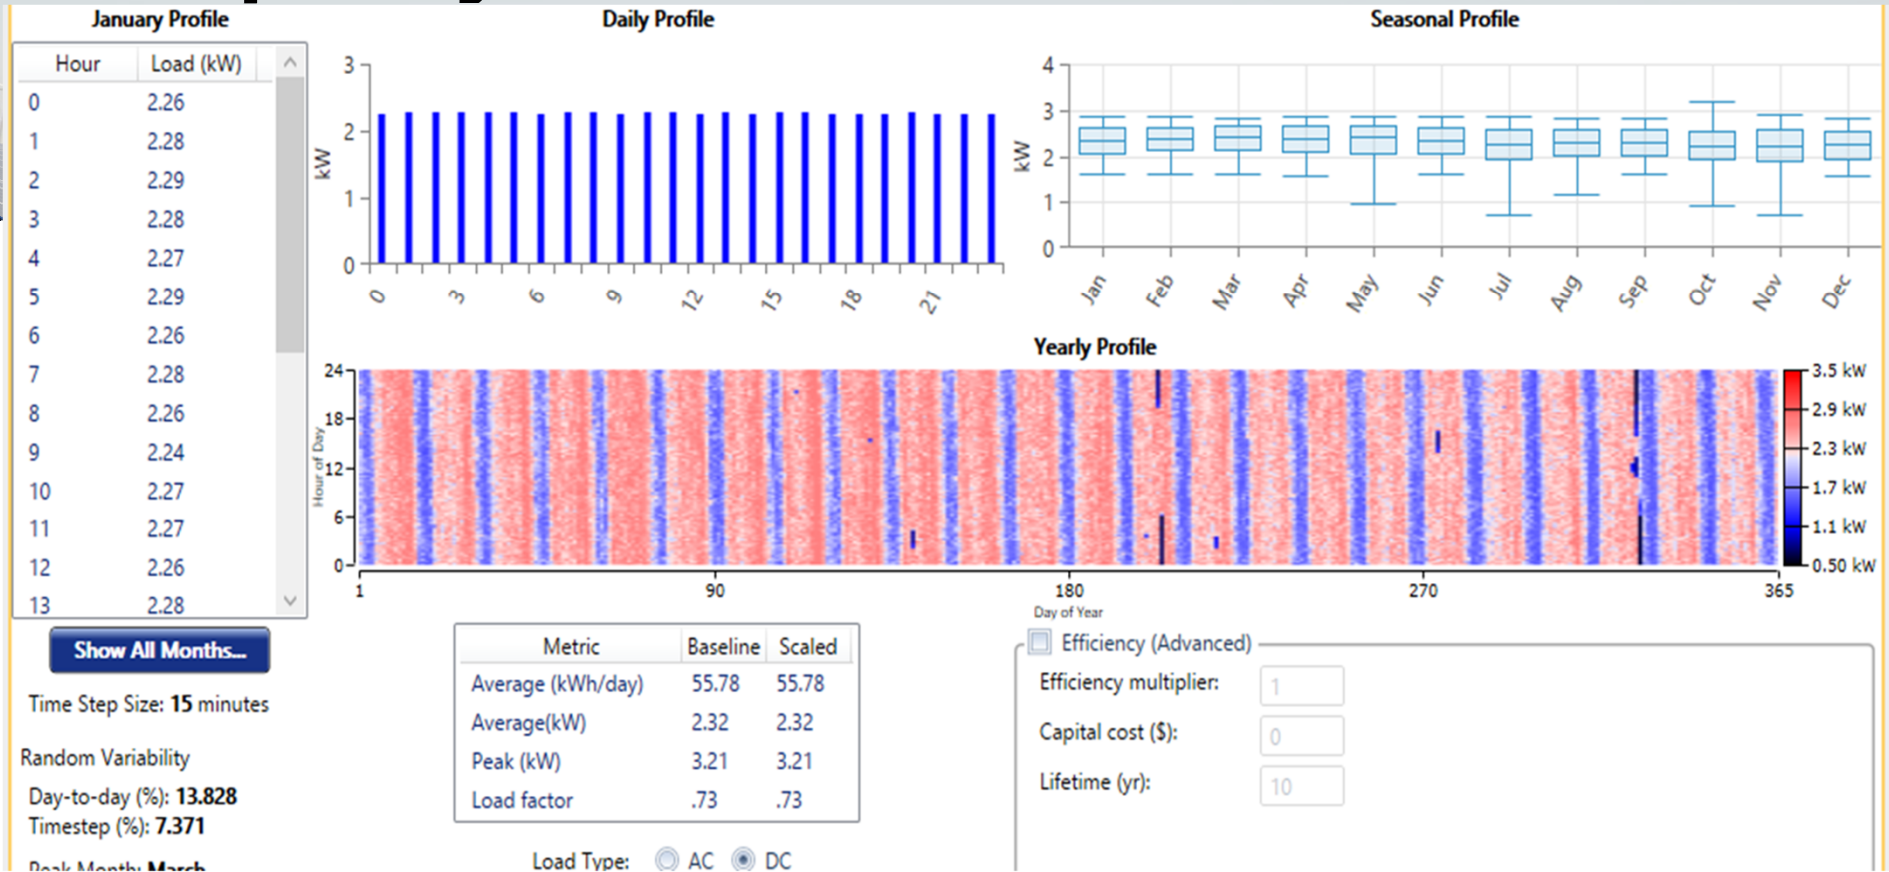 January Profile
Hour Load (kW)
0 2.26
1 2.28
2 2.29
3 2.28
4 2.27
5 2.29
6 2.26
7 2.28
8 2.26
9 2.24
10 2.27
11 2.27
12 2.26
13 2.28
Show All Months...
Time Step Size: 15 minutes
Random Variability
Day-to-day (%): 13.828
Timestep (%): 7.371
Peak Month: March
Daily Profile
kW
3
2
1
0
0 3 6 9 12 15 18 21
Seasonal Profile
kW
4
3
2
1
0
Jan Feb Mar Apr May Jun Jul Aug Sep Oct Nov Dec
Yearly Profile
Hour of Day
24
18
12
6
0
1 90 180 270 365
Day of Year
3.5 kW
2.9 kW
2.3 kW
1.7 kW
1.1 kW
0.50 kW
Metric Baseline Scaled
Average (kWh/day) 55.78 55.78
Average(kW) 2.32 2.32
Peak (kW) 3.21 3.21
Load factor .73 .73
Load Type: AC DC
Efficiency (Advanced)
Efficiency multiplier: 1
Capital cost ($): 0
Lifetime (yr): 10